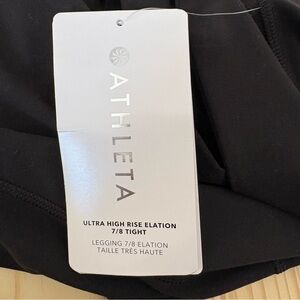 ATHLETA
ULTRA HIGH RISE ELATION
7/8 TIGHT
LEGGING 7/8 ELATION
TAILLE TRÈS HAUTE